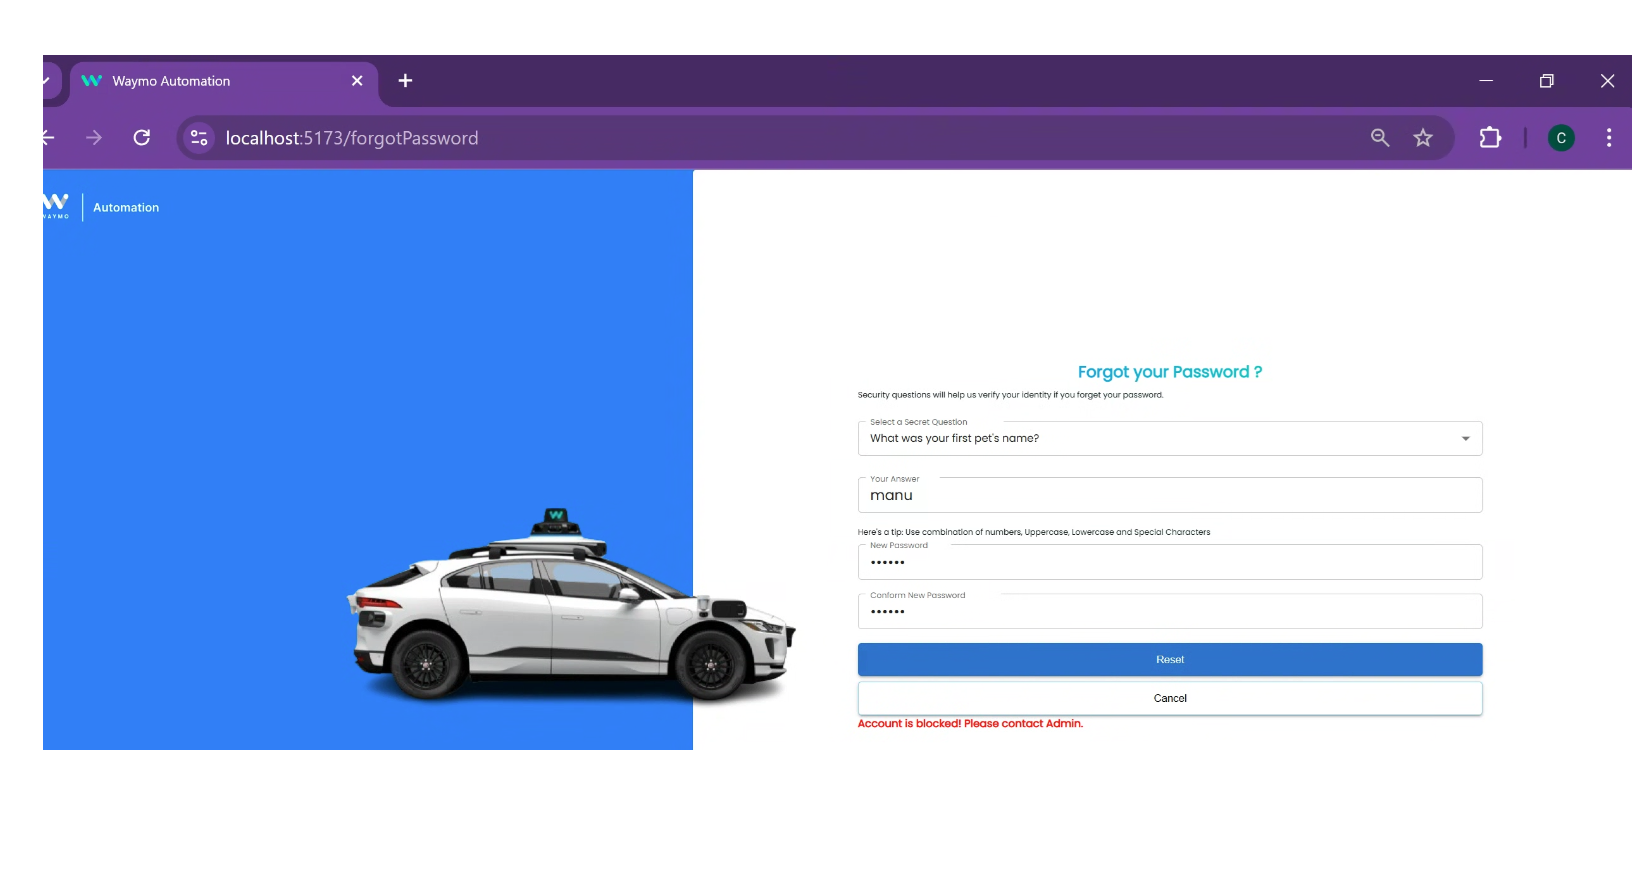 Waymo Automation
localhost:5173/forgotPassword
C
WAYMO
Automation
Forgot your Password ?
Security questions will help us verify your identity if you forget your password.
Select a Secret Question
What was your first pet's name?
Your Answer
manu
Here's a tip: Use combination of numbers, Uppercase, Lowercase and Special Characters
New Password
••••••
Conform New Password
••••••
Reset
Cancel
Account is blocked! Please contact Admin.